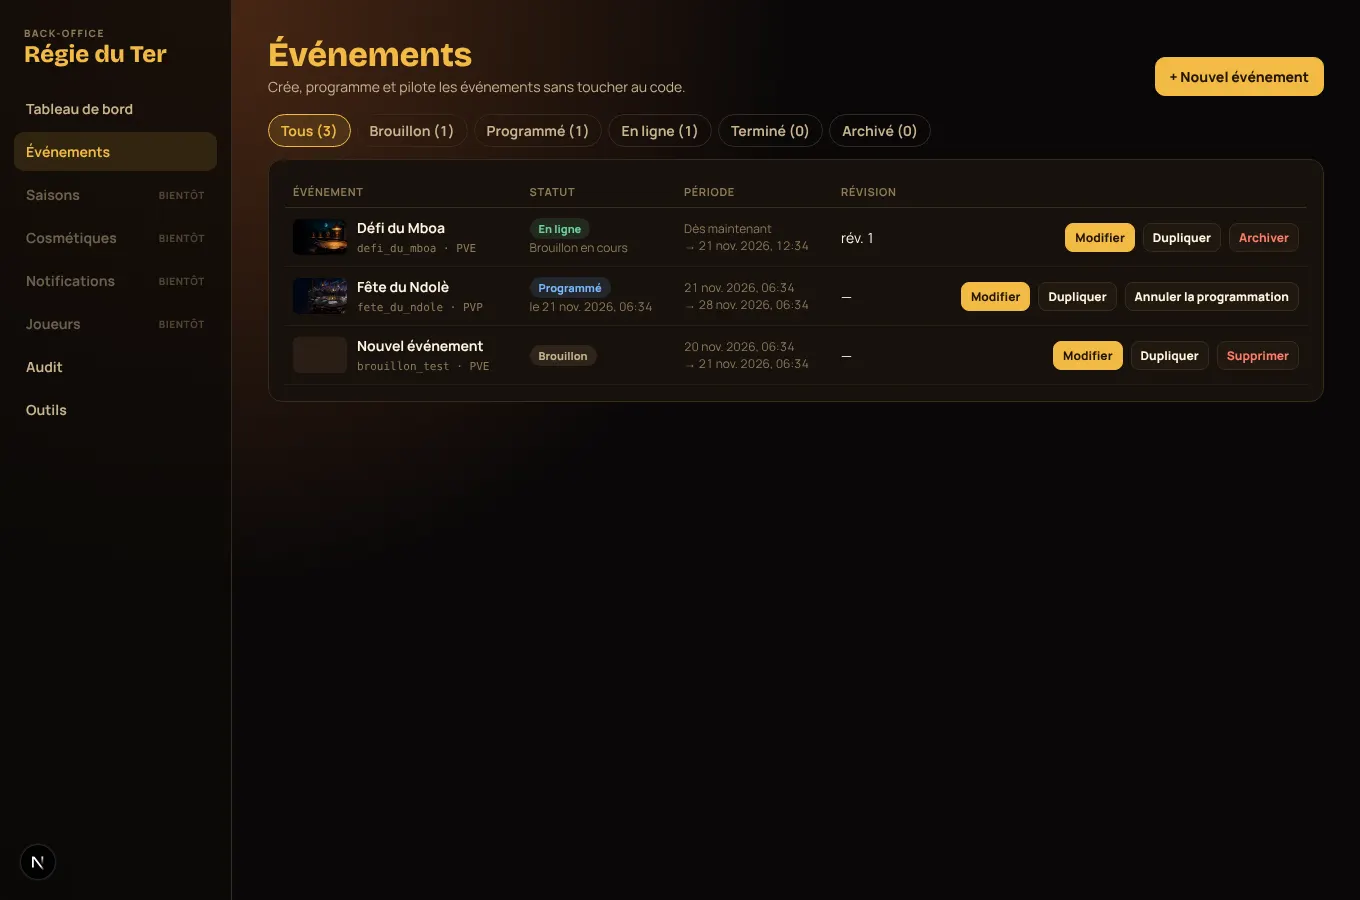 BACK-OFFICE
Régie du Ter
Tableau de bord
Événements
Saisons BIENTÔT
Cosmétiques BIENTÔT
Notifications BIENTÔT
Joueurs BIENTÔT
Audit
Outils
N
Événements
Crée, programme et pilote les événements sans toucher au code.
+ Nouvel événement
Tous (3) Brouillon (1) Programmé (1) En ligne (1) Terminé (0) Archivé (0)
ÉVÉNEMENT STATUT PÉRIODE RÉVISION
Défi du Mboa
defi_du_mboa · PVE
En ligne
Brouillon en cours
Dès maintenant
→ 21 nov. 2026, 12:34
rév. 1
Modifier Dupliquer Archiver
Fête du Ndolè
fete_du_ndole · PVP
Programmé
le 21 nov. 2026, 06:34
21 nov. 2026, 06:34
→ 28 nov. 2026, 06:34
—
Modifier Dupliquer Annuler la programmation
Nouvel événement
brouillon_test · PVE
Brouillon
20 nov. 2026, 06:34
→ 21 nov. 2026, 06:34
—
Modifier Dupliquer Supprimer